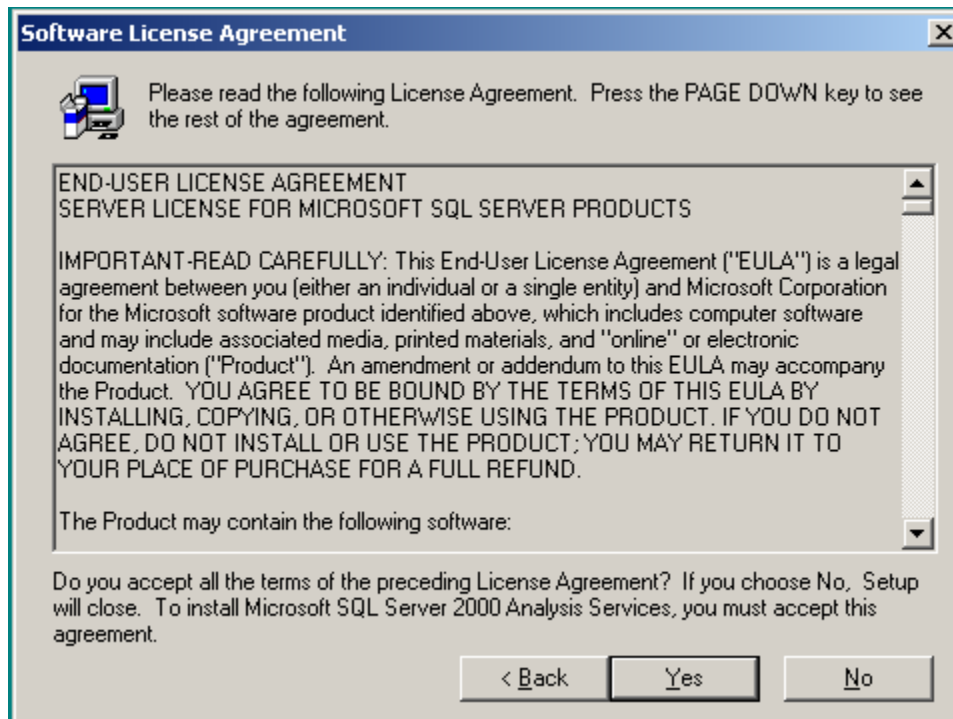 Software License Agreement
Please read the following License Agreement. Press the PAGE DOWN key to see
the rest of the agreement.
END-USER LICENSE AGREEMENT
SERVER LICENSE FOR MICROSOFT SQL SERVER PRODUCTS
IMPORTANT-READ CAREFULLY: This End-User License Agreement ("EULA") is a legal
agreement between you (either an individual or a single entity) and Microsoft Corporation
for the Microsoft software product identified above, which includes computer software
and may include associated media, printed materials, and "online" or electronic
documentation ("Product"). An amendment or addendum to this EULA may accompany
the Product. YOU AGREE TO BE BOUND BY THE TERMS OF THIS EULA BY
INSTALLING, COPYING, OR OTHERWISE USING THE PRODUCT. IF YOU DO NOT
AGREE, DO NOT INSTALL OR USE THE PRODUCT; YOU MAY RETURN IT TO
YOUR PLACE OF PURCHASE FOR A FULL REFUND.
The Product may contain the following software:
Do you accept all the terms of the preceding License Agreement? If you choose No, Setup
will close. To install Microsoft SQL Server 2000 Analysis Services, you must accept this
agreement.
< Back Yes No